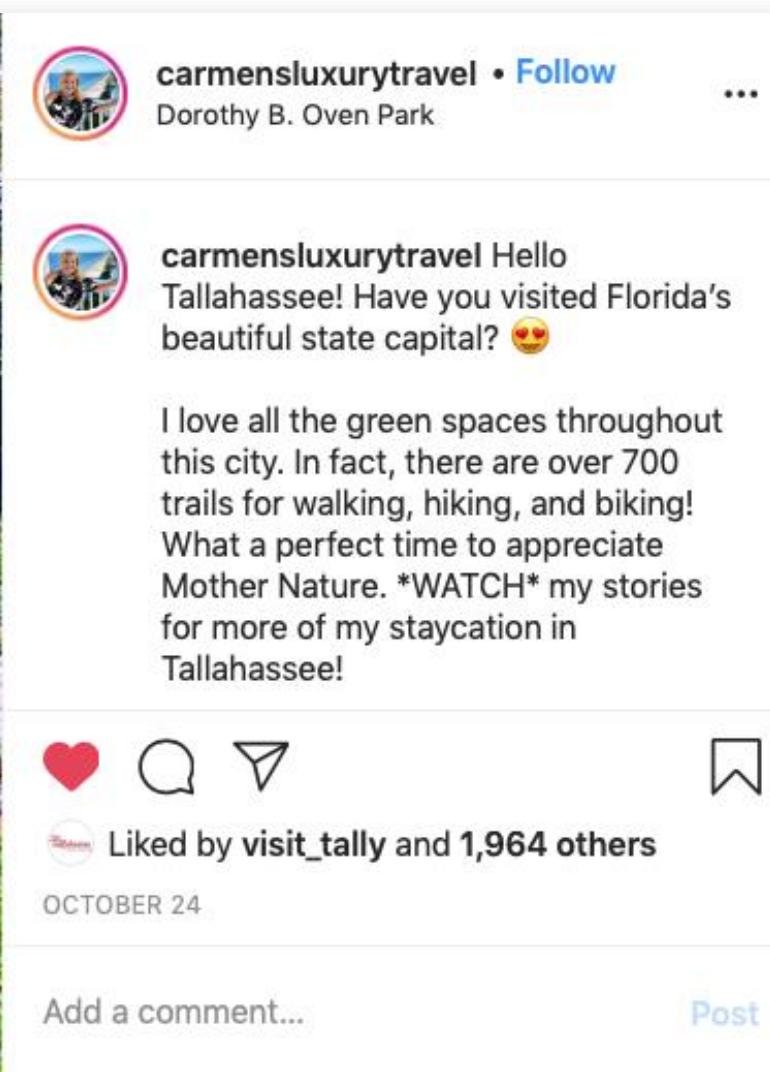 carmensluxurytravel • Follow
Dorothy B. Oven Park
...
carmensluxurytravel Hello
Tallahassee! Have you visited Florida's
beautiful state capital? 😍
I love all the green spaces throughout
this city. In fact, there are over 700
trails for walking, hiking, and biking!
What a perfect time to appreciate
Mother Nature. *WATCH* my stories
for more of my staycation in
Tallahassee!
Liked by visit_tally and 1,964 others
OCTOBER 24
Add a comment...
Post